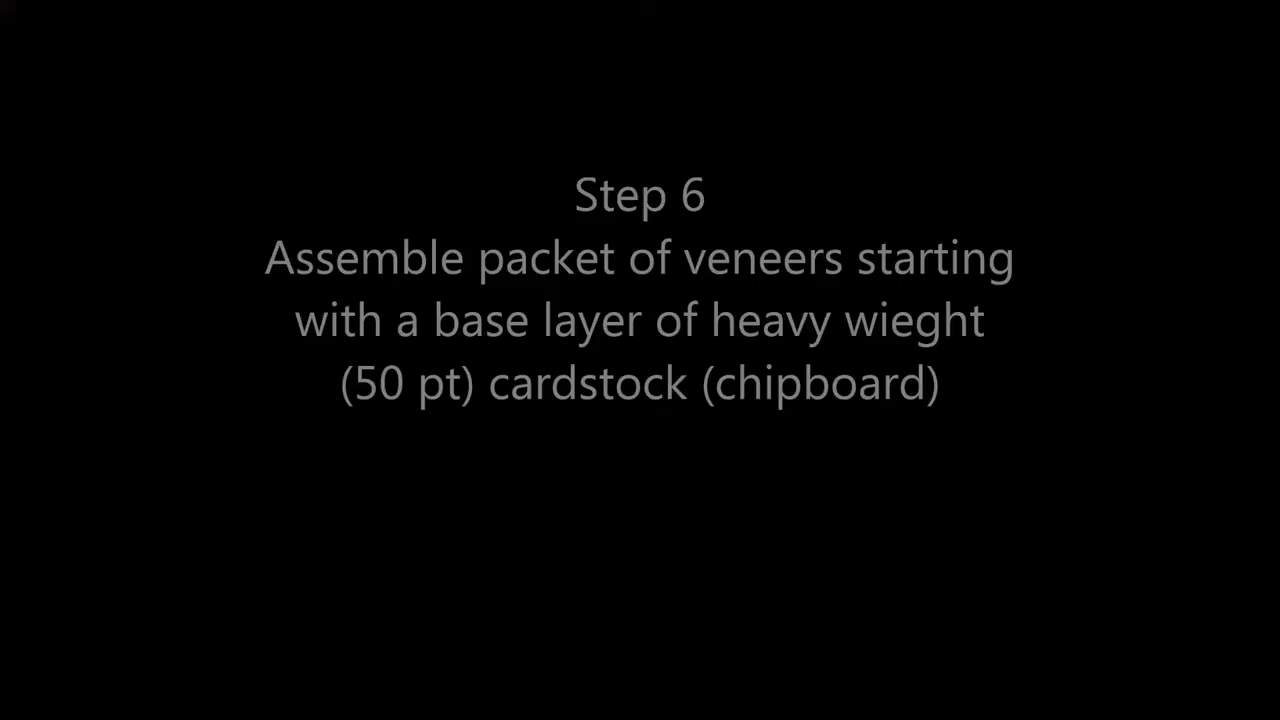 Step 6
Assemble packet of veneers starting
with a base layer of heavy wieght
(50 pt) cardstock (chipboard)